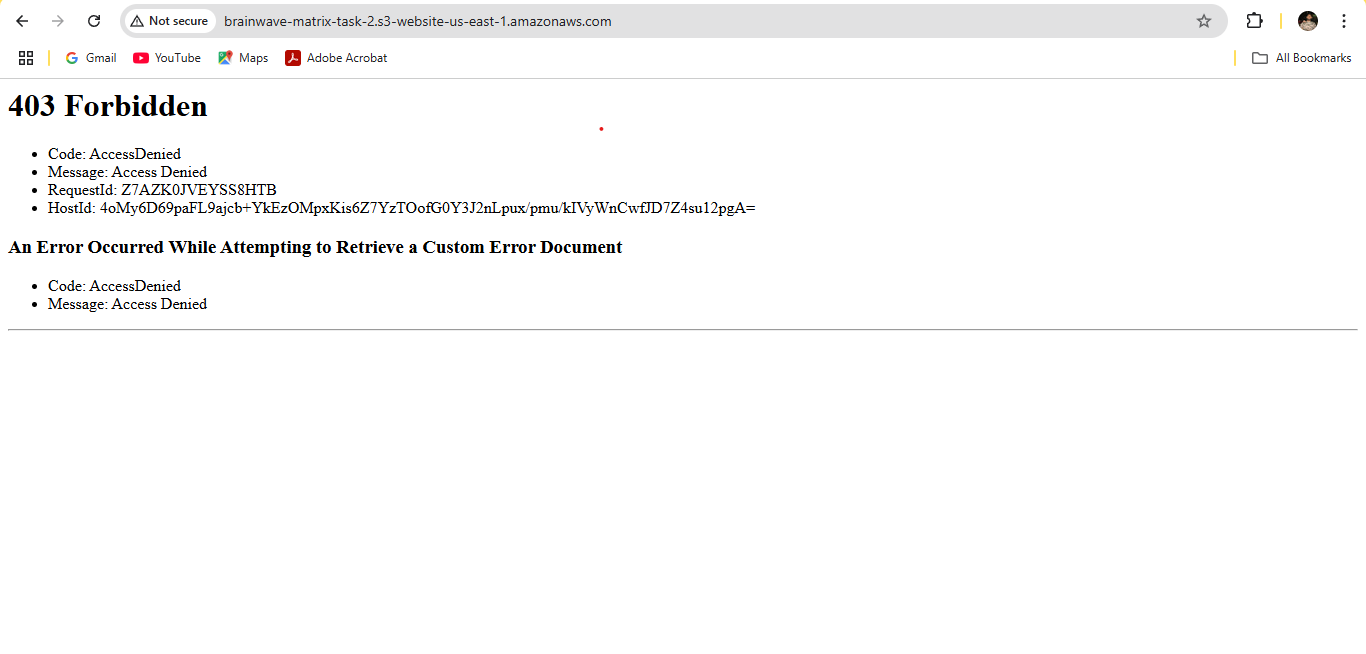 Not secure
brainwave-matrix-task-2.s3-website-us-east-1.amazonaws.com
Gmail
YouTube
Maps
Adobe Acrobat
All Bookmarks
403 Forbidden
Code: AccessDenied
Message: Access Denied
RequestId: Z7AZK0JVEYSS8HTB
HostId: 4oMy6D69paFL9ajcb+YkEzOMpxKis6Z7YzTOofG0Y3J2nLpux/pmu/kIVyWnCwfJD7Z4su12pgA=
An Error Occurred While Attempting to Retrieve a Custom Error Document
Code: AccessDenied
Message: Access Denied